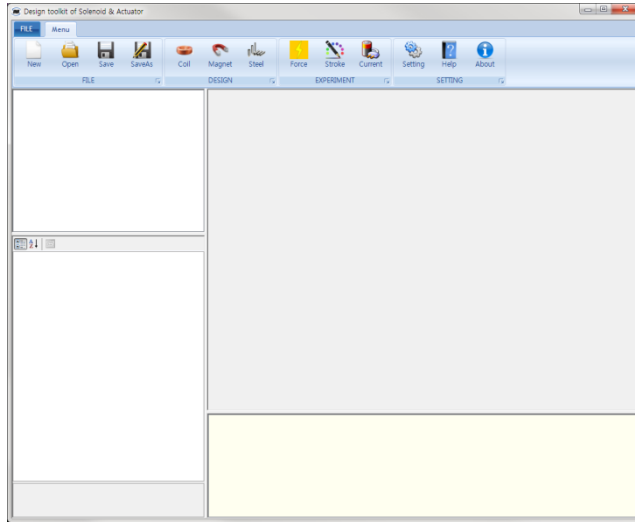 Design toolkit of Solenoid & Actuator
FILE Menu
New Open Save SaveAs Coil Magnet Steel Force Stroke Current Setting Help About
FILE DESIGN EXPERIMENT SETTING